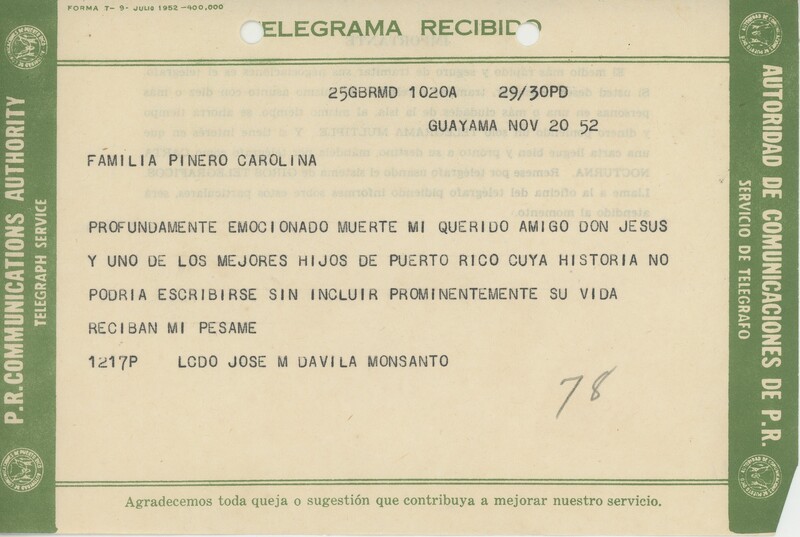 FORMA T- 9- JULIO 1952-400,000
TELEGRAMA RECIBIDO
25GBRMD 1020A 29/30PD
GUAYAMA NOV 20 52
FAMILIA PINERO CAROLINA
PROFUNDAMENTE EMOCIONADO MUERTE MI QUERIDO AMIGO DON JESUS
Y UNO DE LOS MEJORES HIJOS DE PUERTO RICO CUYA HISTORIA NO
PODRIA ESCRIBIRSE SIN INCLUIR PROMINENTEMENTE SU VIDA
RECIBAN MI PESAME
1217P LCDO JOSE M DAVILA MONSANTO
78
Agradecemos toda queja o sugestión que contribuya a mejorar nuestro servicio.
P.R. COMMUNICATIONS AUTHORITY
TELEGRAPH SERVICE
AUTORIDAD DE COMUNICACIONES DE P.R.
SERVICIO DE TELEGRAFO